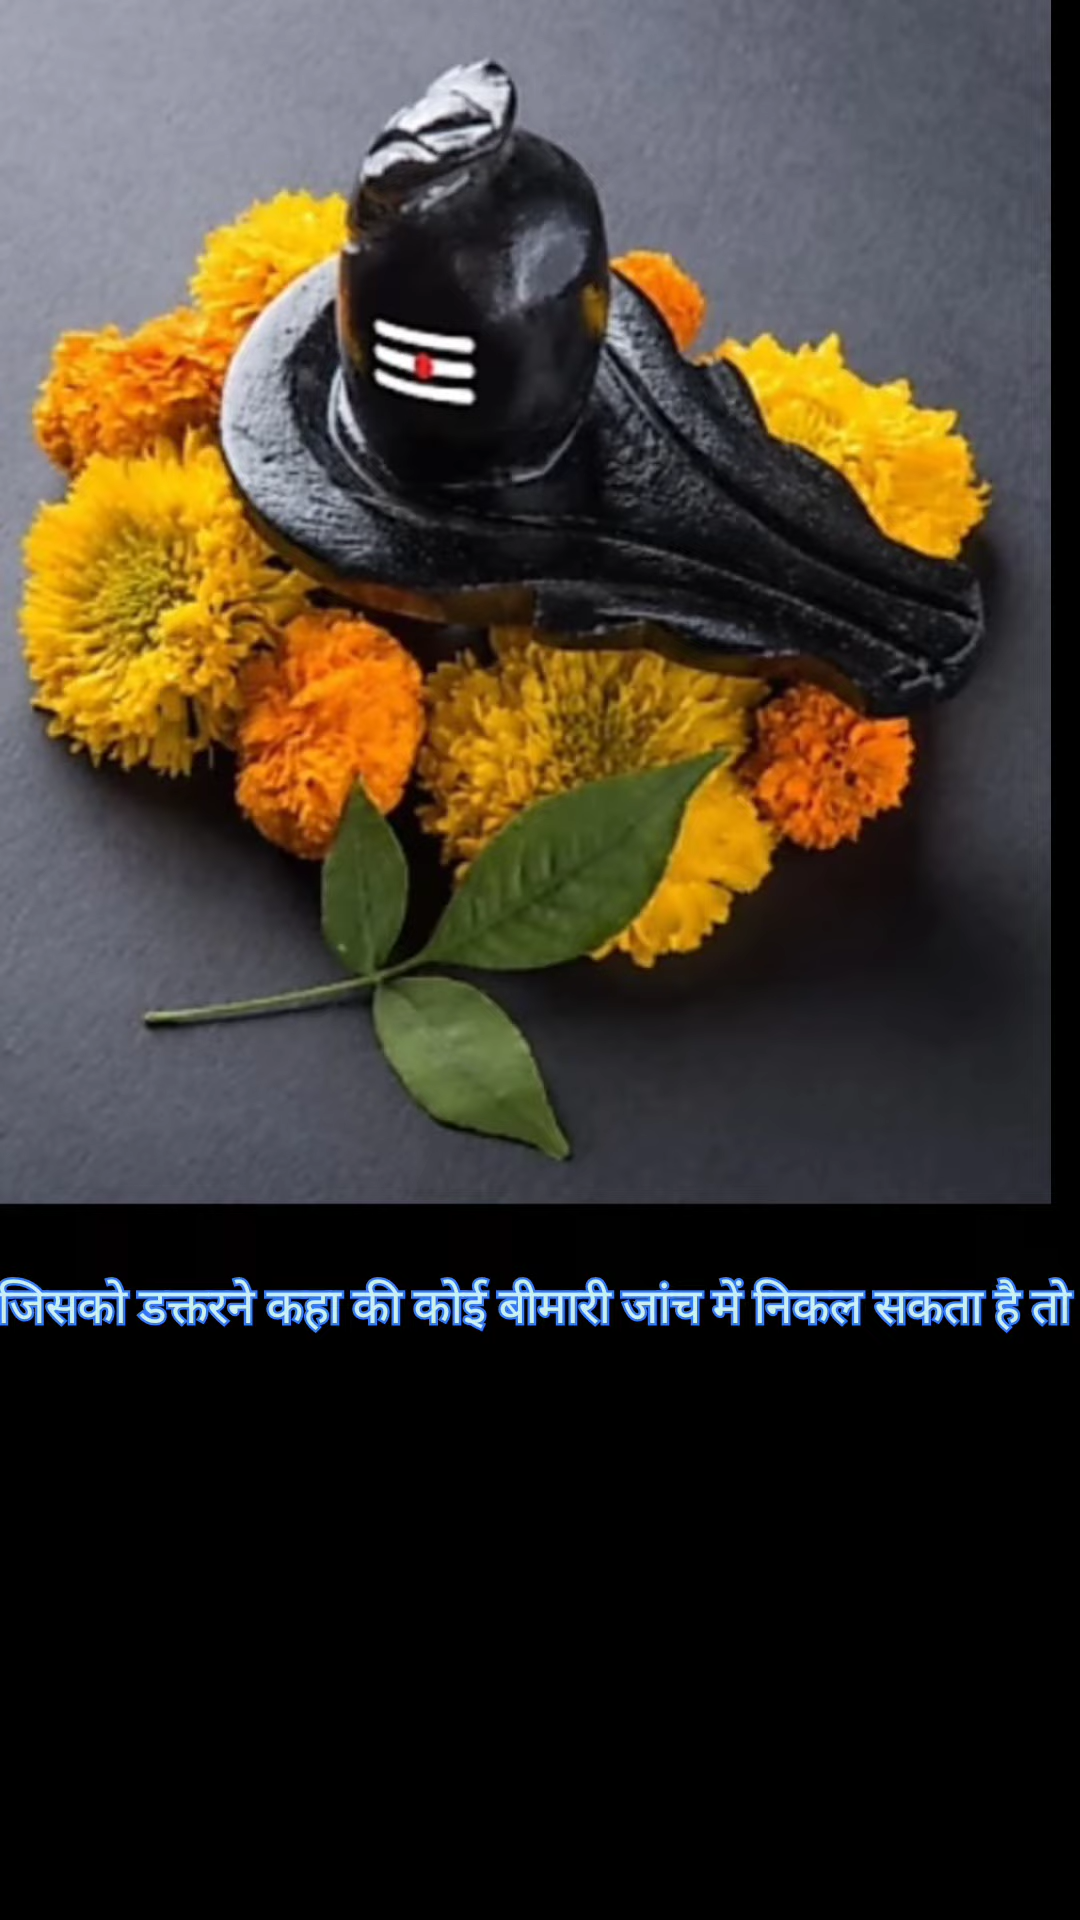 जिसको डक्तरने कहा की कोई बीमारी जांच में निकल सकता है तो